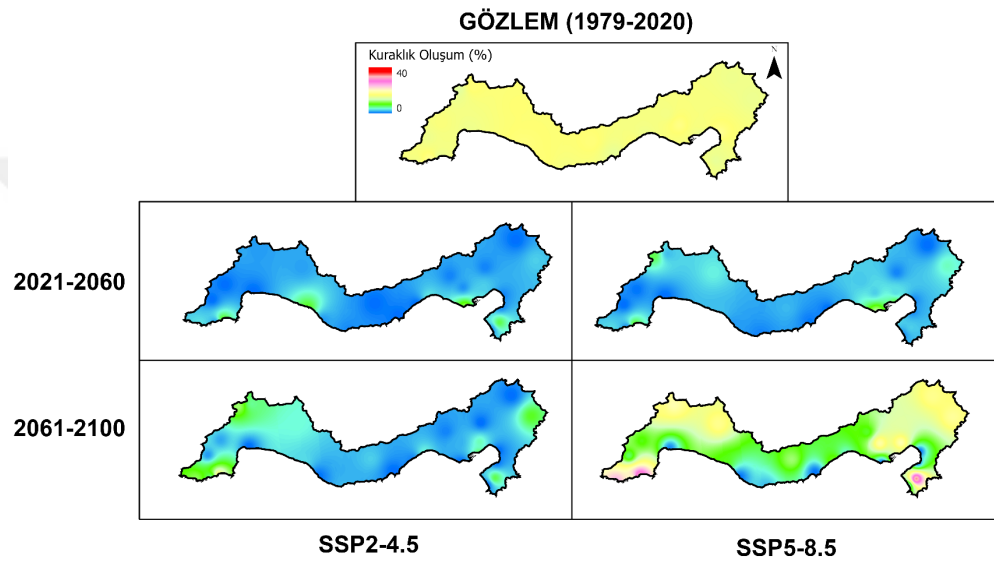 GÖZLEM (1979-2020)
Kuraklık Oluşum (%)
40
0
N
2021-2060
2061-2100
SSP2-4.5
SSP5-8.5